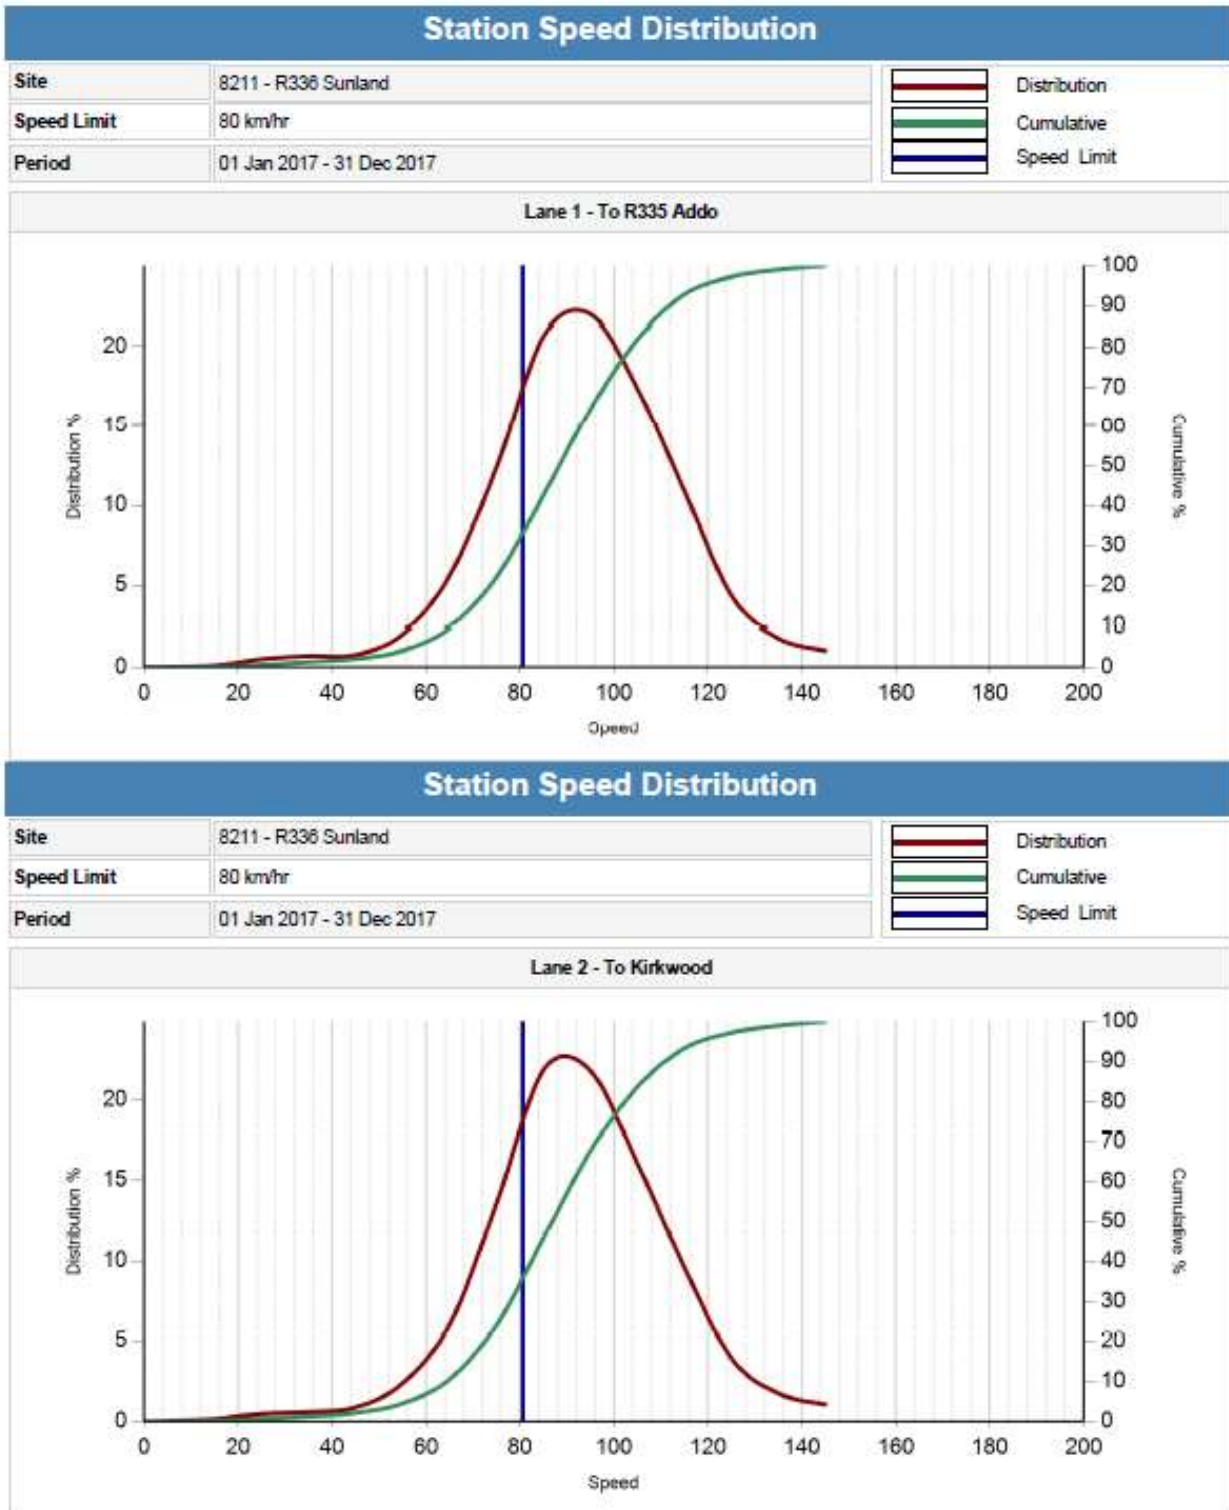 Station Speed Distribution
Site 8211 - R336 Sunland
Speed Limit 80 km/hr
Period 01 Jan 2017 - 31 Dec 2017
Distribution
Cumulative
Speed Limit
Lane 1 - To R335 Addo
Distribution %
20
15
10
5
0
0 20 40 60 80 100 120 140 160 180 200
Speed
100
90
80
70
60
50
40
30
20
10
0
Cumulative %
Station Speed Distribution
Site 8211 - R336 Sunland
Speed Limit 80 km/hr
Period 01 Jan 2017 - 31 Dec 2017
Distribution
Cumulative
Speed Limit
Lane 2 - To Kirkwood
Distribution %
20
15
10
5
0
0 20 40 60 80 100 120 140 160 180 200
Speed
100
90
80
70
60
50
40
30
20
10
0
Cumulative %